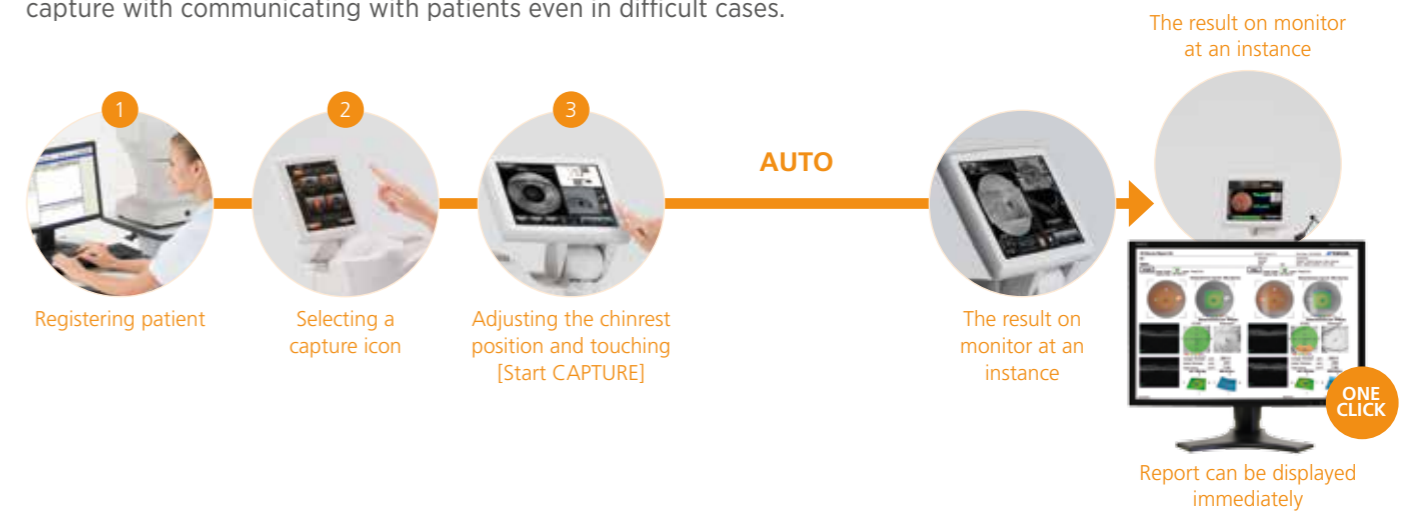 capture with communicating with patients even in difficult cases.
The result on monitor
at an instance
1
2
3
AUTO
Registering patient
Selecting a
capture icon
Adjusting the chinrest
position and touching
[Start CAPTURE]
The result on
monitor at an
instance
ONE
CLICK
Report can be displayed
immediately